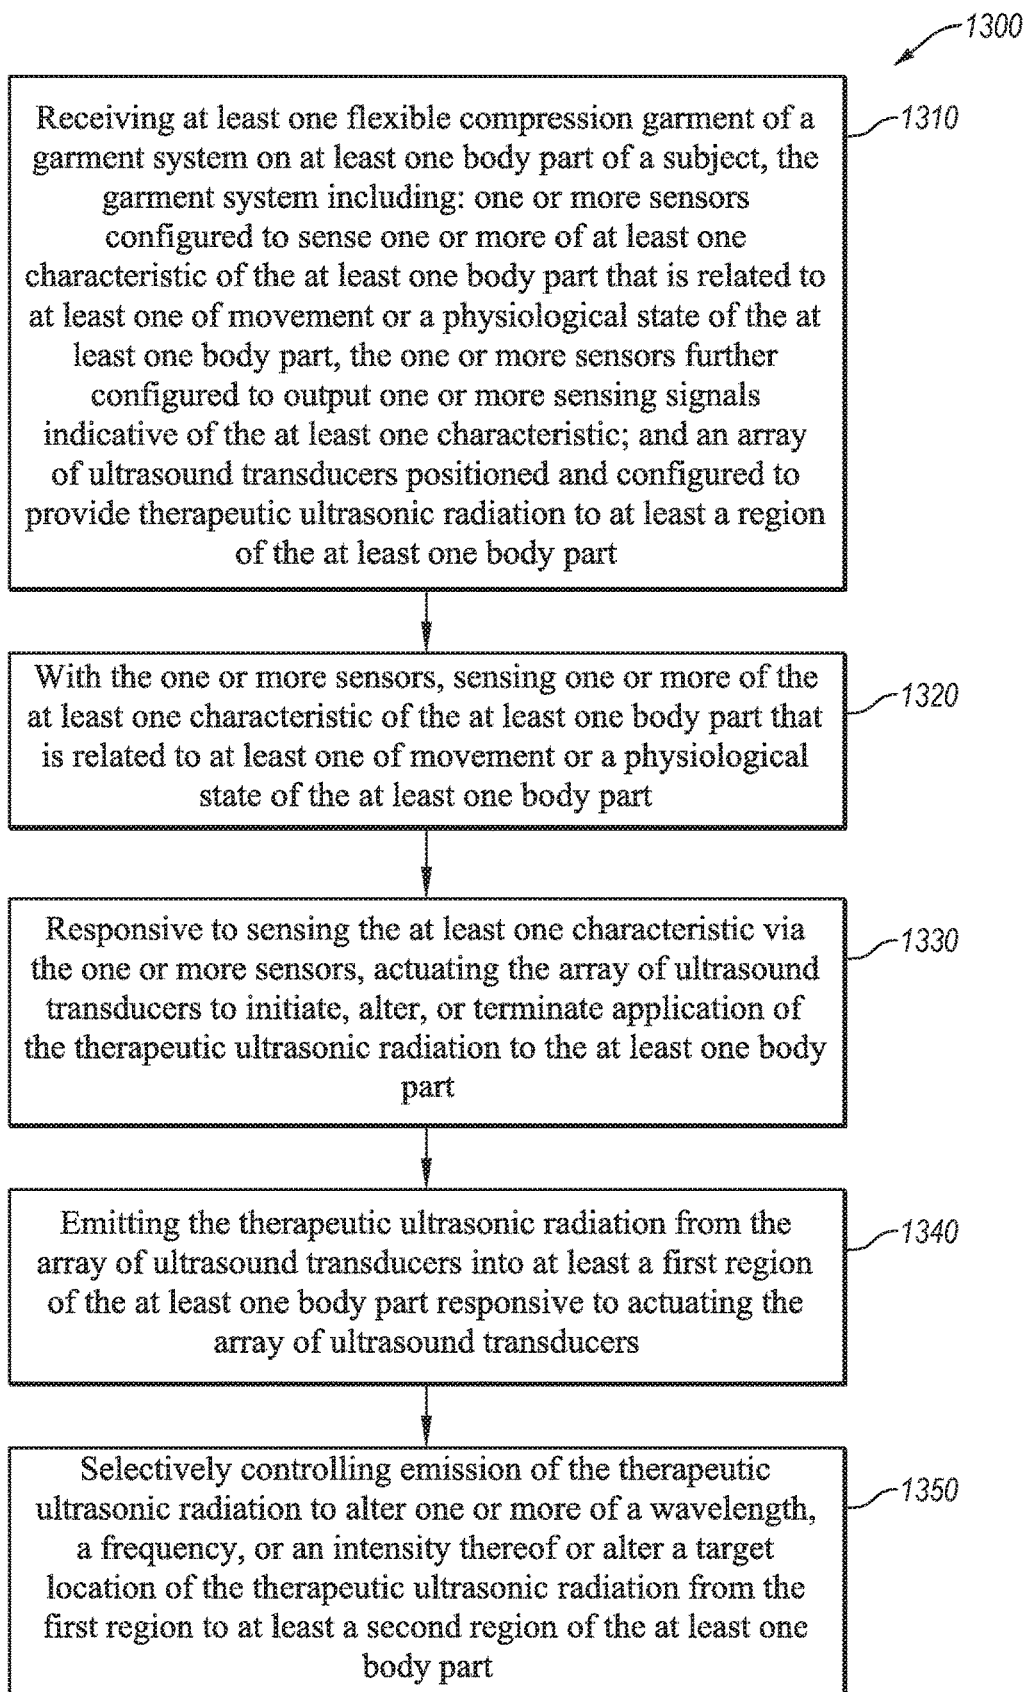 1300
Receiving at least one flexible compression garment of a
garment system on at least one body part of a subject, the
garment system including: one or more sensors
configured to sense one or more of at least one
characteristic of the at least one body part that is related to
at least one of movement or a physiological state of the at
least one body part, the one or more sensors further
configured to output one or more sensing signals
indicative of the at least one characteristic; and an array
of ultrasound transducers positioned and configured to
provide therapeutic ultrasonic radiation to at least a region
of the at least one body part
1310
With the one or more sensors, sensing one or more of the
at least one characteristic of the at least one body part that
is related to at least one of movement or a physiological
state of the at least one body part
1320
Responsive to sensing the at least one characteristic via
the one or more sensors, actuating the array of ultrasound
transducers to initiate, alter, or terminate application of
the therapeutic ultrasonic radiation to the at least one body
part
1330
Emitting the therapeutic ultrasonic radiation from the
array of ultrasound transducers into at least a first region
of the at least one body part responsive to actuating the
array of ultrasound transducers
1340
Selectively controlling emission of the therapeutic
ultrasonic radiation to alter one or more of a wavelength,
a frequency, or an intensity thereof or alter a target
location of the therapeutic ultrasonic radiation from the
first region to at least a second region of the at least one
body part
1350